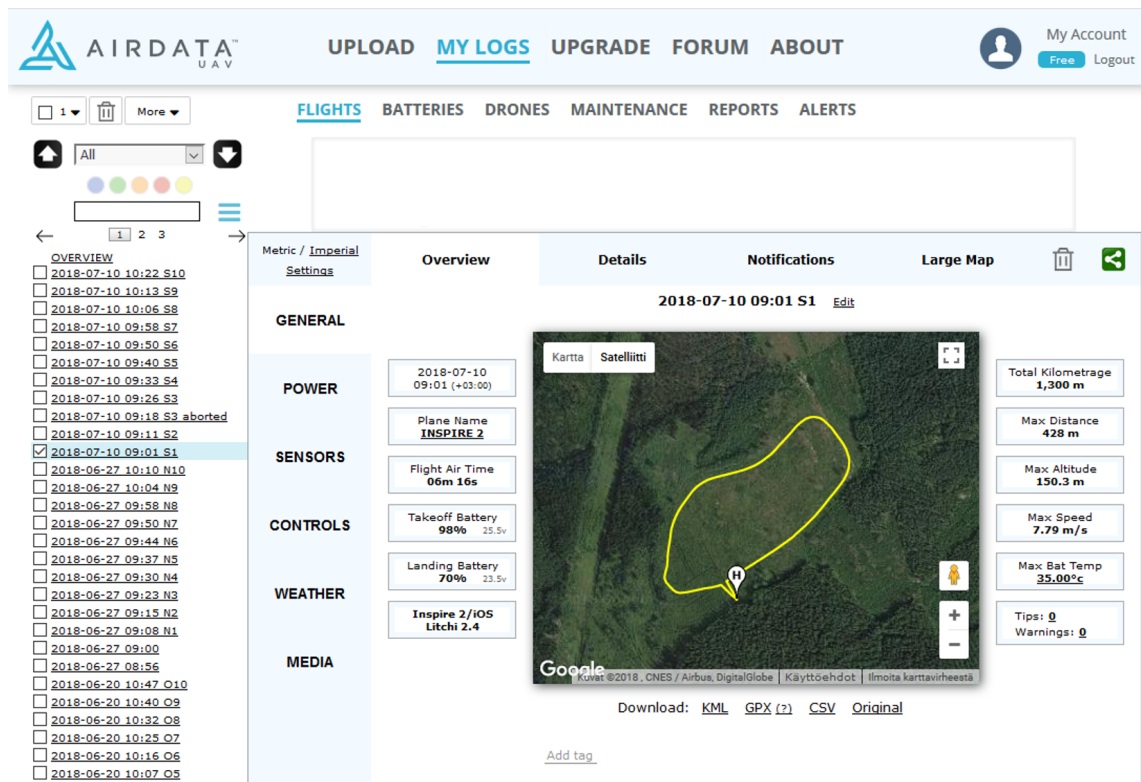 AIRDATA™
UAV
UPLOAD MY LOGS UPGRADE FORUM ABOUT
My Account
Free Logout
1 More
FLIGHTS BATTERIES DRONES MAINTENANCE REPORTS ALERTS
All
1 2 3
OVERVIEW
2018-07-10 10:22 S10
2018-07-10 10:13 S9
2018-07-10 10:06 S8
2018-07-10 09:58 S7
2018-07-10 09:50 S6
2018-07-10 09:40 S5
2018-07-10 09:33 S4
2018-07-10 09:26 S3
2018-07-10 09:18 S3 aborted
2018-07-10 09:11 S2
2018-07-10 09:01 S1
2018-06-27 10:10 N10
2018-06-27 10:04 N9
2018-06-27 09:58 N8
2018-06-27 09:50 N7
2018-06-27 09:44 N6
2018-06-27 09:37 N5
2018-06-27 09:30 N4
2018-06-27 09:23 N3
2018-06-27 09:15 N2
2018-06-27 09:08 N1
2018-06-27 09:00
2018-06-27 08:56
2018-06-20 10:47 O10
2018-06-20 10:40 O9
2018-06-20 10:32 O8
2018-06-20 10:25 O7
2018-06-20 10:16 O6
2018-06-20 10:07 O5
Metric / Imperial
Settings
Overview Details Notifications Large Map
GENERAL
POWER
SENSORS
CONTROLS
WEATHER
MEDIA
2018-07-10 09:01 S1 Edit
2018-07-10
09:01 (+03:00)
Plane Name
INSPIRE 2
Flight Air Time
06m 16s
Takeoff Battery
98% 25.5v
Landing Battery
70% 23.5v
Inspire 2/iOS
Litchi 2.4
Kartta Satelliitti
H
Google
Kuvat ©2018 , CNES / Airbus, DigitalGlobe Käyttöehdot Ilmoita karttavirheestä
Total Kilometrage
1,300 m
Max Distance
428 m
Max Altitude
150.3 m
Max Speed
7.79 m/s
Max Bat Temp
35.00°c
Tips: 0
Warnings: 0
Download: KML GPX (?) CSV Original
Add tag